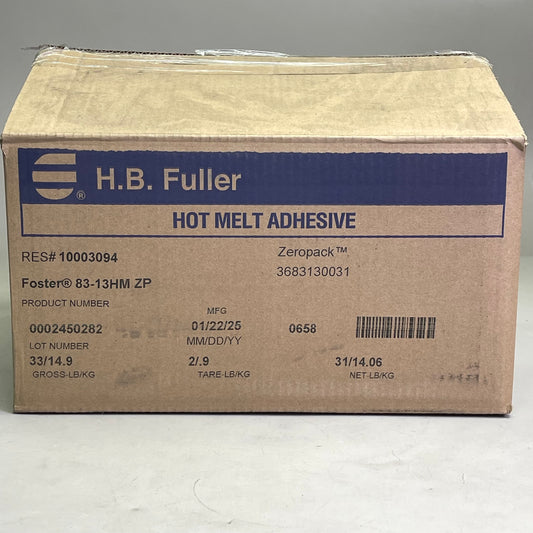 H.B. Fuller
®
HOT MELT ADHESIVE
RES# 10003094
Zeropack™
3683130031
Foster® 83-13HM ZP
PRODUCT NUMBER
MFG
0002450282 01/22/25 0658
LOT NUMBER MM/DD/YY
33/14.9 2/.9 31/14.06
GROSS-LB/KG TARE-LB/KG NET-LB/KG